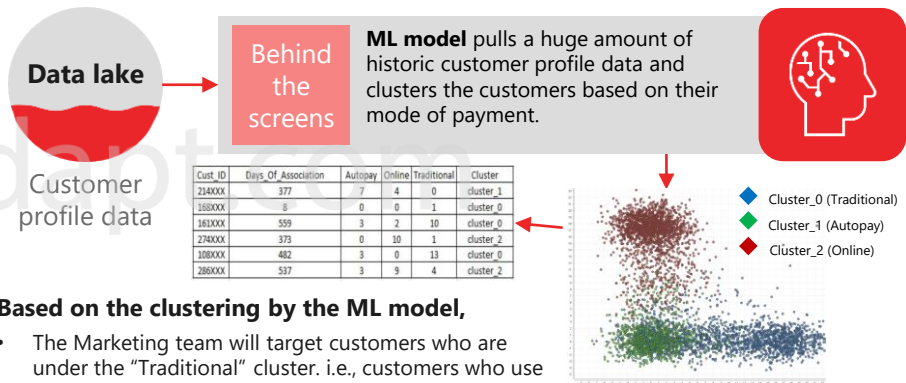 Data lake
Behind
the
screens
ML model pulls a huge amount of
historic customer profile data and
clusters the customers based on their
mode of payment.
dapt.com
Customer
profile data
Cust_ID Days_Of_Association Autopay Online Traditional Cluster
214XXX 377 7 4 0 cluster_1
168XXX 8 0 0 1 cluster_0
161XXX 559 3 2 10 cluster_0
274XXX 373 0 10 1 cluster_2
108XXX 482 3 0 13 cluster_0
286XXX 537 3 9 4 cluster_2
Cluster_0 (Traditional)
Cluster_1 (Autopay)
Cluster_2 (Online)
Based on the clustering by the ML model,
• The Marketing team will target customers who are
under the “Traditional” cluster. i.e., customers who use